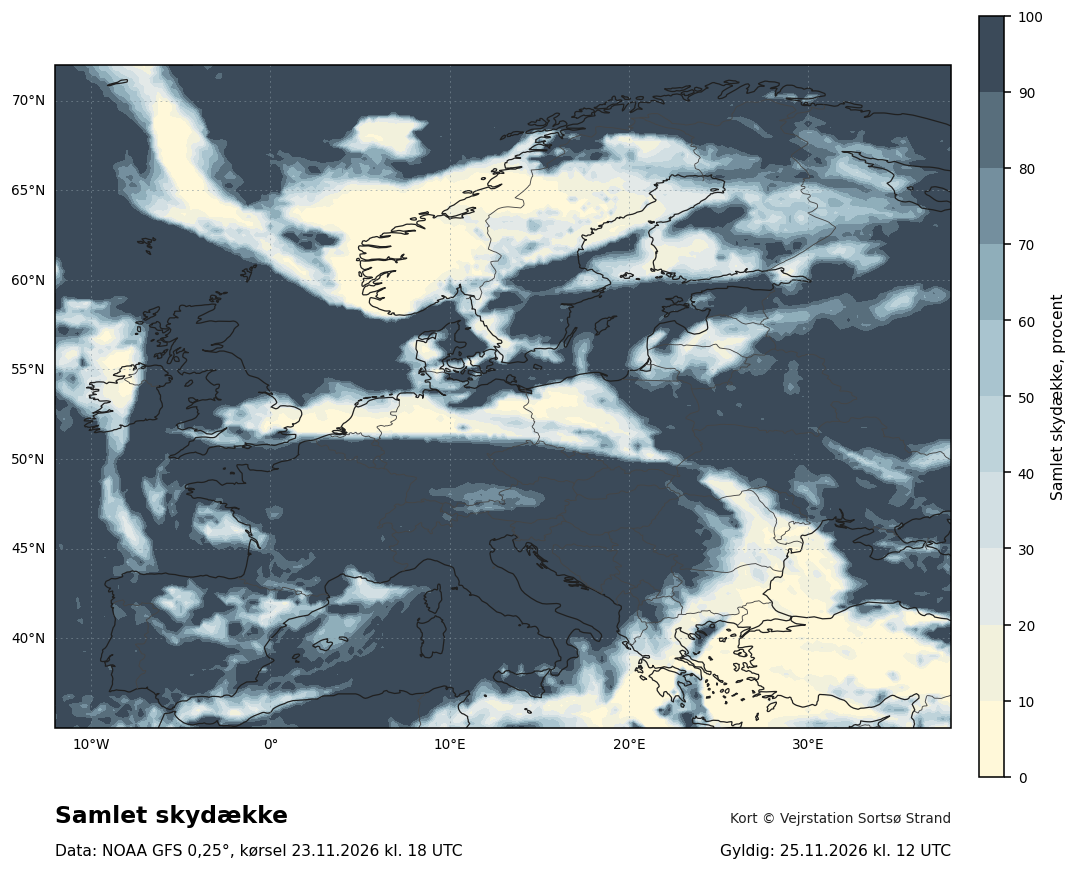 100
90
80
70
60
50
40
30
20
10
0
Samlet skydække, procent
70°N
65°N
60°N
55°N
50°N
45°N
40°N
10°W
0°
10°E
20°E
30°E
Samlet skydække
Kort © Vejrstation Sortsø Strand
Data: NOAA GFS 0,25°, kørsel 23.11.2026 kl. 18 UTC
Gyldig: 25.11.2026 kl. 12 UTC